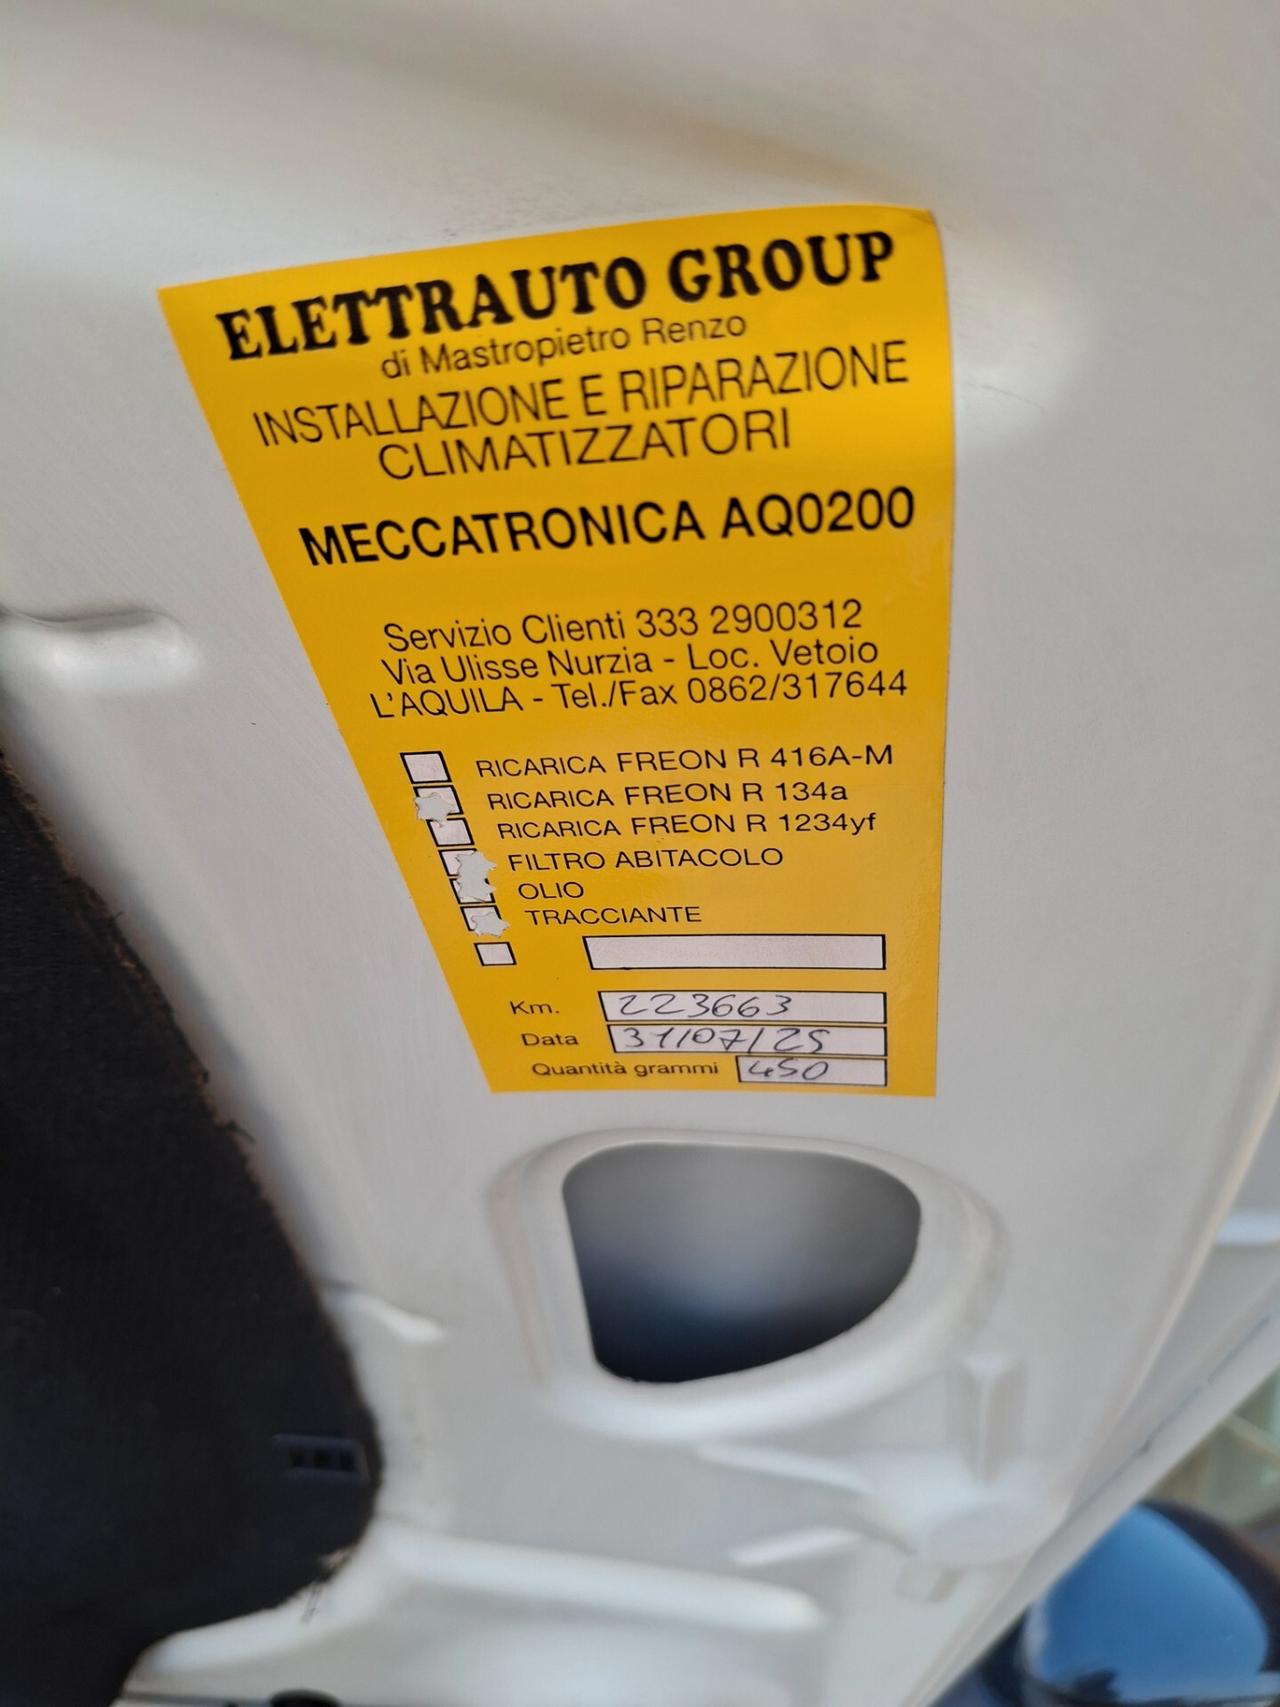 ELETTRAUTO GROUP
di Mastropietro Renzo
INSTALLAZIONE E RIPARAZIONE
CLIMATIZZATORI
MECCATRONICA AQ0200
Servizio Clienti 333 2900312
Via Ulisse Nurzia - Loc. Vetoio
L'AQUILA - Tel./Fax 0862/317644
RICARICA FREON R 416A-M
RICARICA FREON R 134a
RICARICA FREON R 1234yf
FILTRO ABITACOLO
OLIO
TRACCIANTE
Km. 223663
Data 31/07/25
Quantità grammi 450